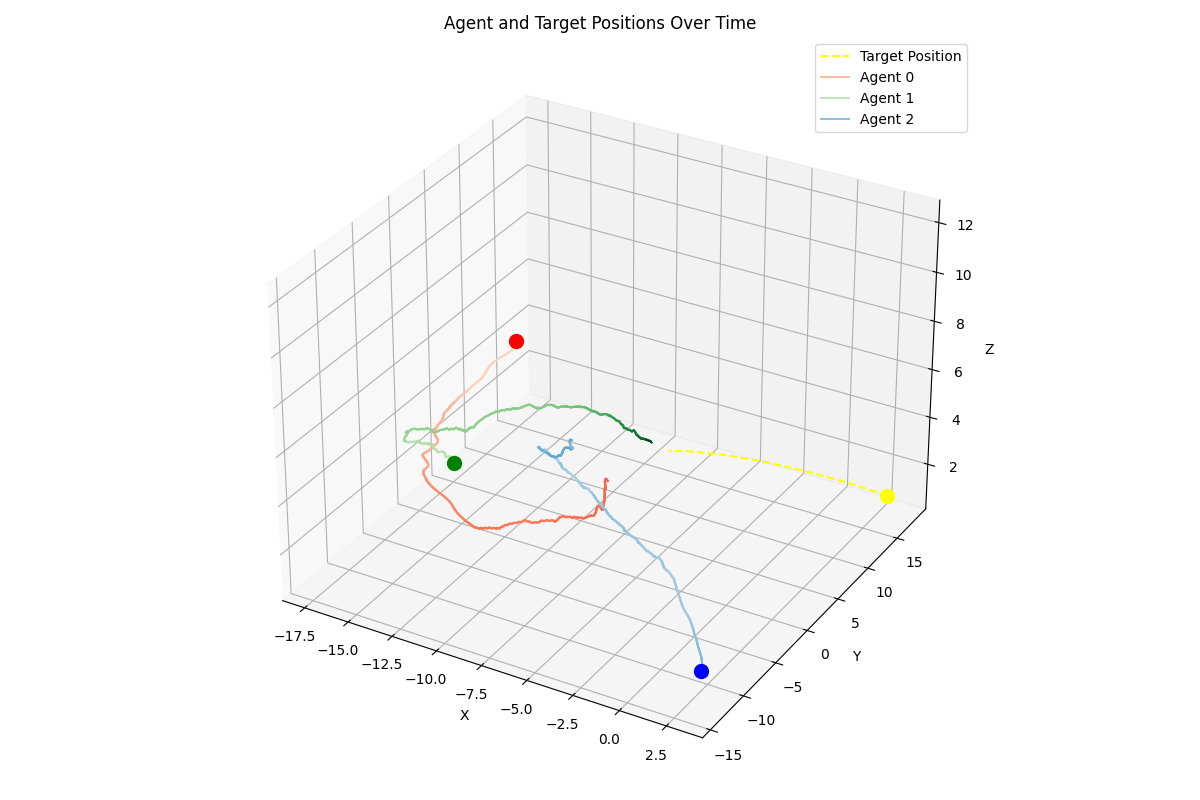 Agent and Target Positions Over Time
Target Position
Agent 0
Agent 1
Agent 2
12
10
8
6
4
2
Z
15
10
5
0
−5
−10
−15
Y
−17.5
−15.0
−12.5
−10.0
−7.5
−5.0
−2.5
0.0
2.5
X